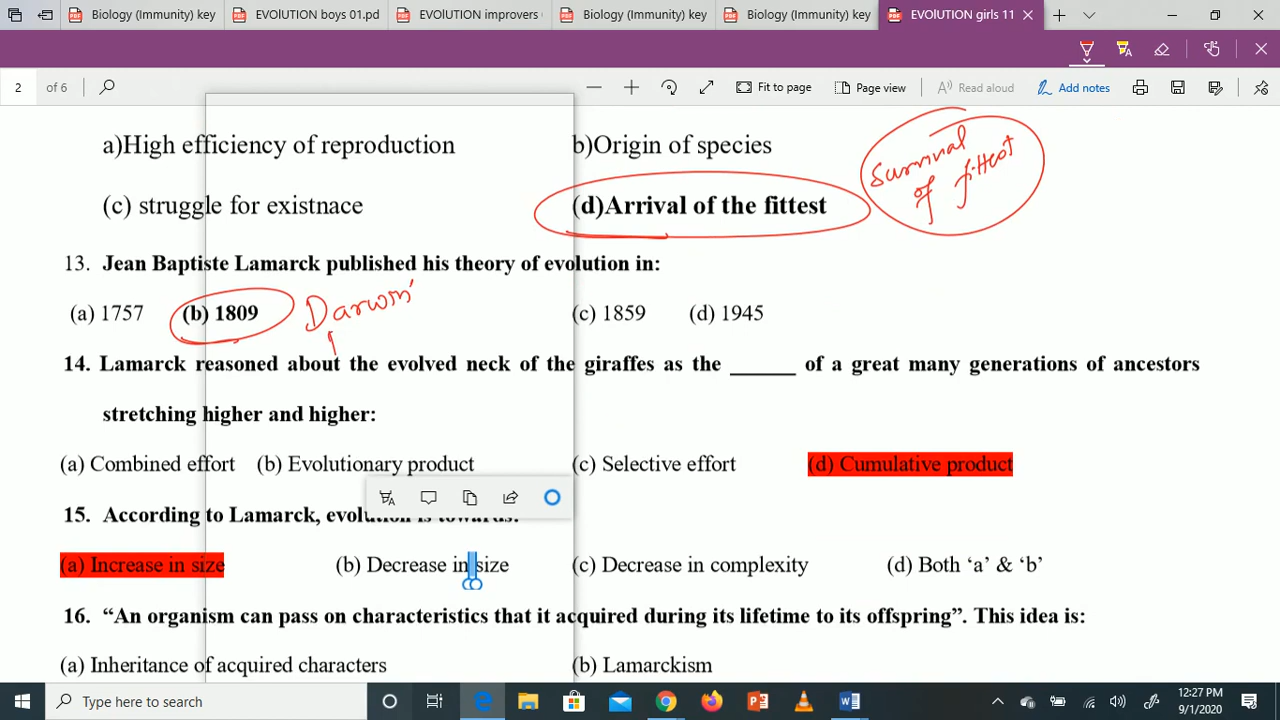 Biology (Immunity) key
EVOlUTION boys 01.pd
EVOlUTION improvers
Biology (Immunity) key
Biology (Immunity) key
EVOlUTION girls 11
2 of 6
Fit to page
Page view
Read aloud
Add notes
a)High efficiency of reproduction b)Origin of species
Survival of fittest
(c) struggle for existnace (d)Arrival of the fittest
13. Jean Baptiste Lamarck published his theory of evolution in:
(a) 1757 (b) 1809 Darwin' (c) 1859 (d) 1945
14. Lamarck reasoned about the evolved neck of the giraffes as the ______ of a great many generations of ancestors
stretching higher and higher:
(a) Combined effort (b) Evolutionary product (c) Selective effort (d) Cumulative product
15. According to Lamarck, evolution is towards:
(a) Increase in size (b) Decrease in size (c) Decrease in complexity (d) Both ‘a’ & ‘b’
16. “An organism can pass on characteristics that it acquired during its lifetime to its offspring”. This idea is:
(a) Inheritance of acquired characters (b) Lamarckism
Type here to search
12:27 PM
9/1/2020